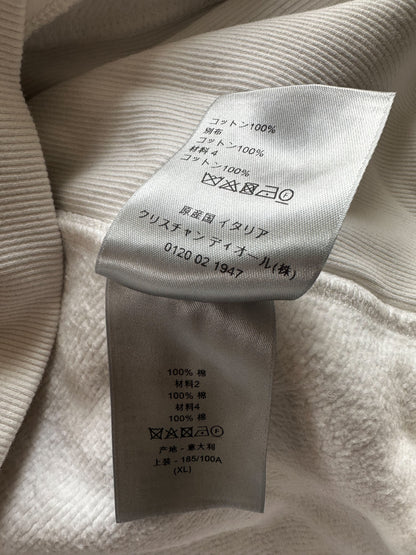 コットン100%
別布
コットン100%
材料 4
コットン100%
原産国 イタリア
クリスチャン ディオール(株)
0120 02 1947
100% 棉
材料2
100% 棉
材料4
100% 棉
产地 - 意大利
上装 - 185/100A
(XL)